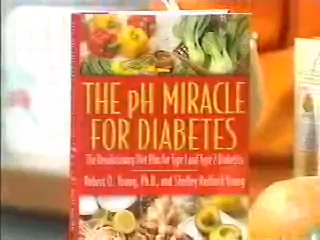 THE pH MIRACLE
FOR DIABETES
The Revolutionary Diet Plan for Type 1 and Type 2 Diabetics
Robert O. Young, Ph.D., and Shelley Redford Young